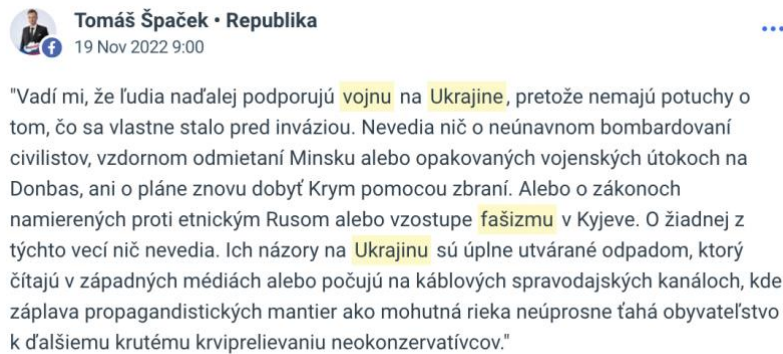 Tomáš Špaček • Republika
19 Nov 2022 9:00
"Vadí mi, že ľudia naďalej podporujú vojnu na Ukrajine, pretože nemajú potuchy o
tom, čo sa vlastne stalo pred inváziou. Nevedia nič o neúnavnom bombardovaní
civilistov, vzdornom odmietaní Minsku alebo opakovaných vojenských útokoch na
Donbas, ani o pláne znovu dobyť Krym pomocou zbraní. Alebo o zákonoch
namierených proti etnickým Rusom alebo vzostupe fašizmu v Kyjeve. O žiadnej z
týchto vecí nič nevedia. Ich názory na Ukrajinu sú úplne utvárané odpadom, ktorý
čítajú v západných médiách alebo počujú na káblových spravodajských kanáloch, kde
záplava propagandistických mantier ako mohutná rieka neúprosne ťahá obyvateľstvo
k ďalšiemu krutému krviprelievaniu neokonzervatívcov."